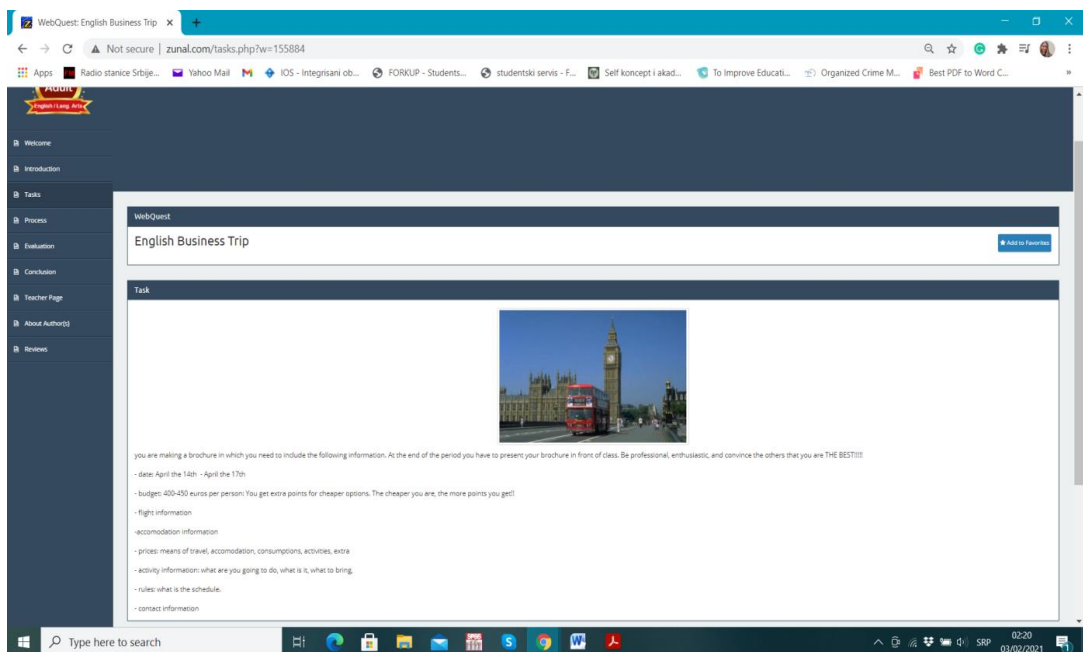 WebQuest: English Business Trip
Not secure | zunal.com/tasks.php?w=155884
Apps
Radio stanice Srbije...
Yahoo Mail
IOS - Integrisani ob...
FORKUP - Students...
studentski servis - F...
Self koncept i akad...
To Improve Educati...
Organized Crime M...
Best PDF to Word C...
»
Adult
English / Lang. Arts
Welcome
Introduction
Tasks
Process
Evaluation
Conclusion
Teacher Page
About Author(s)
Reviews
WebQuest
English Business Trip
Add to Favorites
Task
you are making a brochure in which you need to include the following information. At the end of the period you have to present your brochure in front of class. Be professional, enthusiastic, and convince the others that you are THE BEST!!!!!
- date: April the 14th - April the 17th
- budget: 400-450 euros per person: You get extra points for cheaper options. The cheaper you are, the more points you get!!
- flight information
-accomodation information
- prices: means of travel, accomodation, consumptions, activities, extra
- activity information: what are you going to do, what is it, what to bring.
- rules: what is the schedule.
- contact information
Type here to search
SRP
02:20
03/02/2021